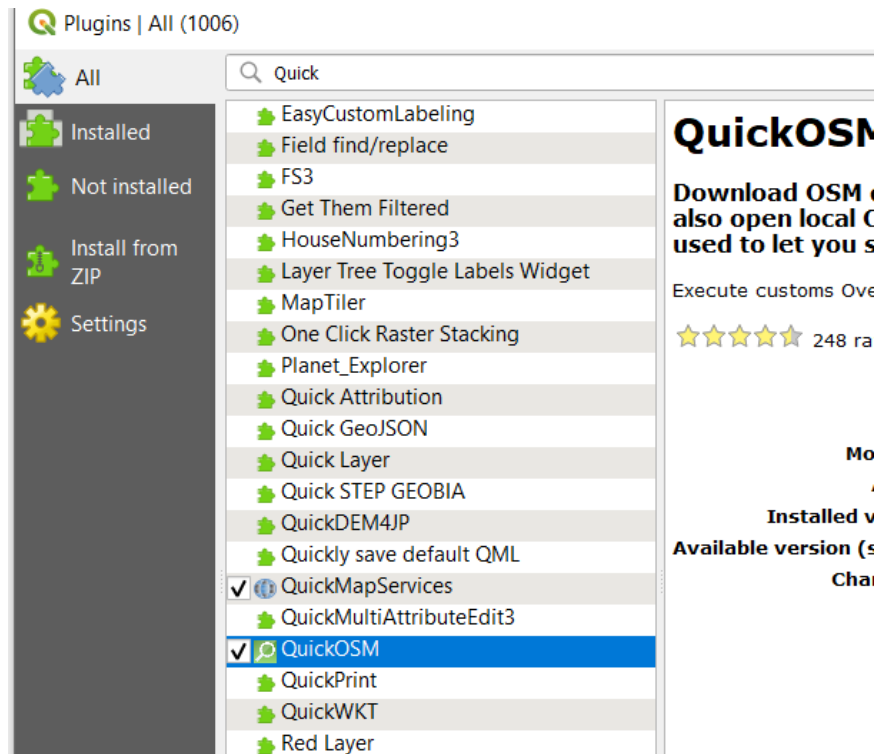 Plugins | All (1006)
All
Installed
Not installed
Install from
ZIP
Settings
Quick
EasyCustomLabeling
Field find/replace
FS3
Get Them Filtered
HouseNumbering3
Layer Tree Toggle Labels Widget
MapTiler
One Click Raster Stacking
Planet_Explorer
Quick Attribution
Quick GeoJSON
Quick Layer
Quick STEP GEOBIA
QuickDEM4JP
Quickly save default QML
QuickMapServices
QuickMultiAttributeEdit3
QuickOSM
QuickPrint
QuickWKT
Red Layer
QuickOSM
Download OSM
also open local
used to let you
Execute customs
248
Installed
Available version